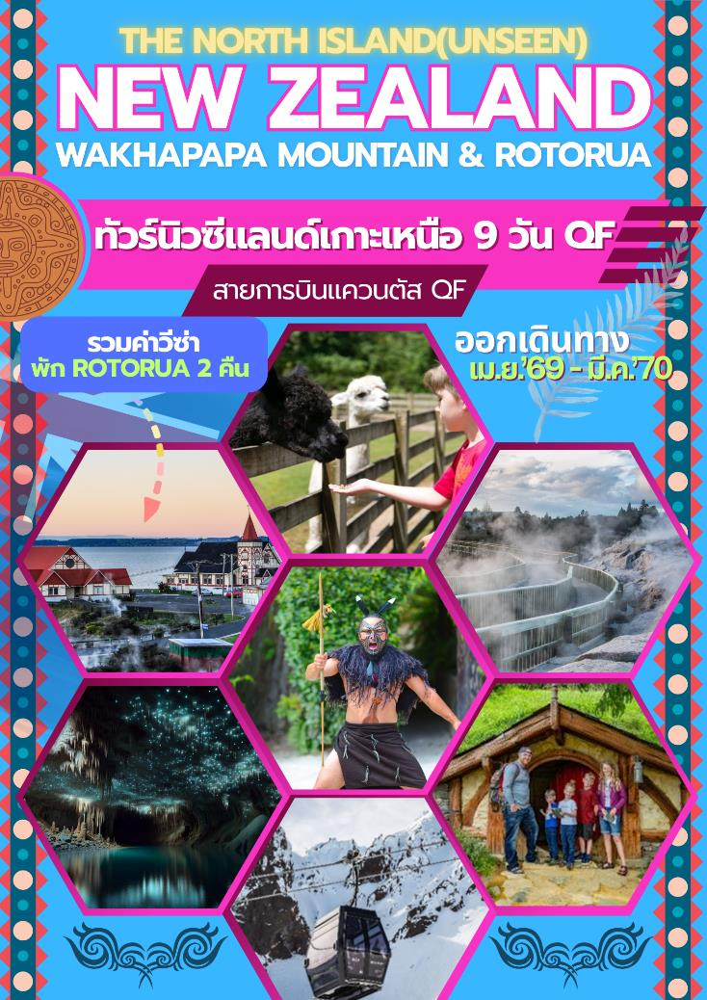 THE NORTH ISLAND(UNSEEN)
NEW ZEALAND
WAKHAPAPA MOUNTAIN & ROTORUA
ทัวร์นิวซีแลนด์เกาะเหนือ 9 วัน QF
สายการบินแควนตัส QF
รวมค่าวีซ่า
พัก ROTORUA 2 คืน
ออกเดินทาง
เม.ย.'69 - มี.ค.'70